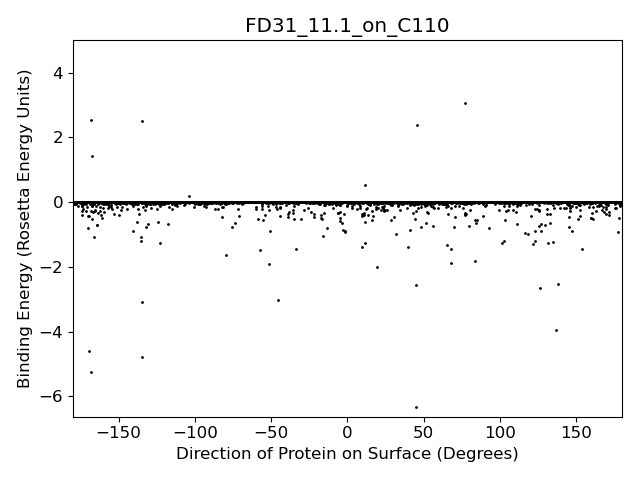 FD31_11.1_on_C110
Binding Energy (Rosetta Energy Units)
4
2
0
−2
−4
−6
−150 −100 −50 0 50 100 150
Direction of Protein on Surface (Degrees)